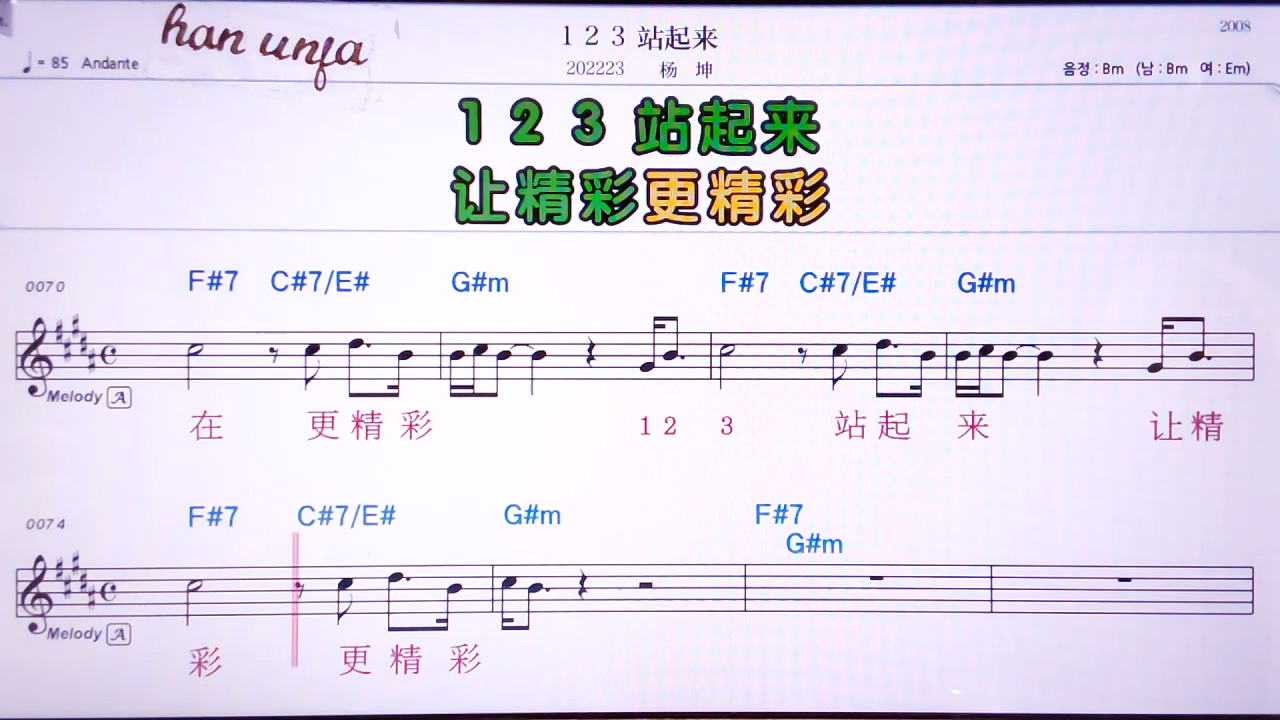 han unja
1 2 3 站起来
2008
♩= 85 Andante
202223 杨 坤
음정 : Bm (남 : Bm 여 : Em)
1 2 3 站起来
让精彩更精彩
0070
F#7 C#7/E# G#m F#7 C#7/E# G#m
Melody A
在 更精彩 1 2 3 站起 来 让精
0074
F#7 C#7/E# G#m F#7
G#m
Melody A
彩 更精彩